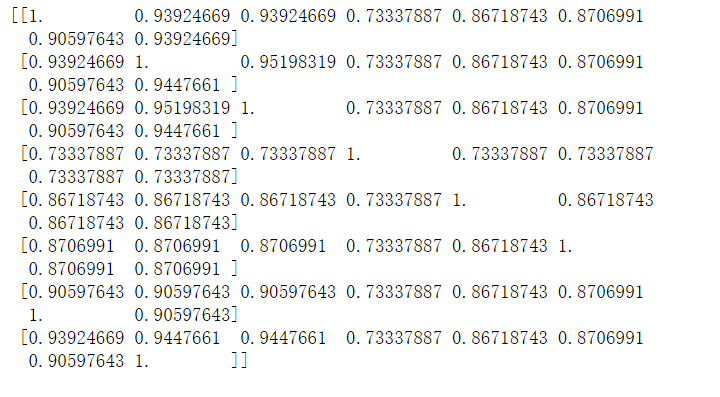 [[1.         0.93924669 0.93924669 0.73337887 0.86718743 0.8706991
  0.90597643 0.93924669]
 [0.93924669 1.         0.95198319 0.73337887 0.86718743 0.8706991
  0.90597643 0.9447661 ]
 [0.93924669 0.95198319 1.         0.73337887 0.86718743 0.8706991
  0.90597643 0.9447661 ]
 [0.73337887 0.73337887 0.73337887 1.         0.73337887 0.73337887
  0.73337887 0.73337887]
 [0.86718743 0.86718743 0.86718743 0.73337887 1.         0.86718743
  0.86718743 0.86718743]
 [0.8706991  0.8706991  0.8706991  0.73337887 0.86718743 1.
  0.8706991  0.8706991 ]
 [0.90597643 0.90597643 0.90597643 0.73337887 0.86718743 0.8706991
  1.         0.90597643]
 [0.93924669 0.9447661  0.9447661  0.73337887 0.86718743 0.8706991
  0.90597643 1.        ]]